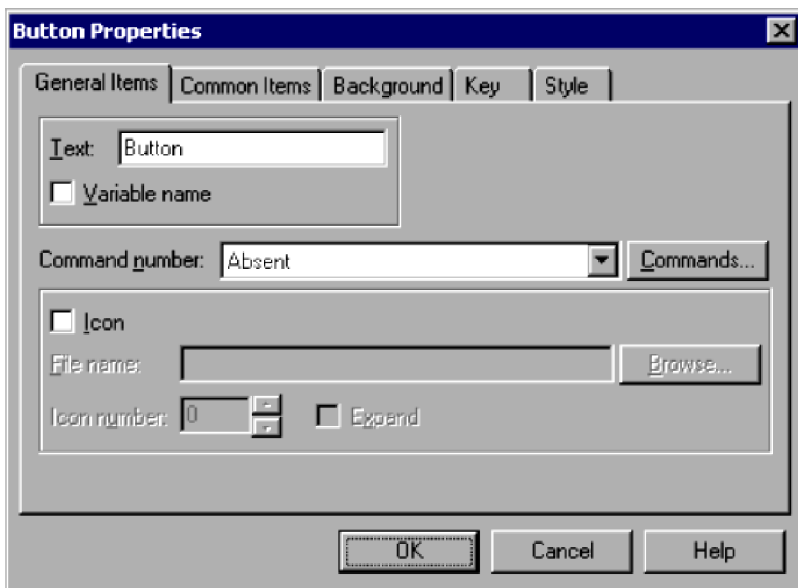 Button Properties
General Items Common Items Background Key Style
Text: Button
Variable name
Command number: Absent Commands...
Icon
File name: Browse...
Icon number: 0 Expand
OK Cancel Help